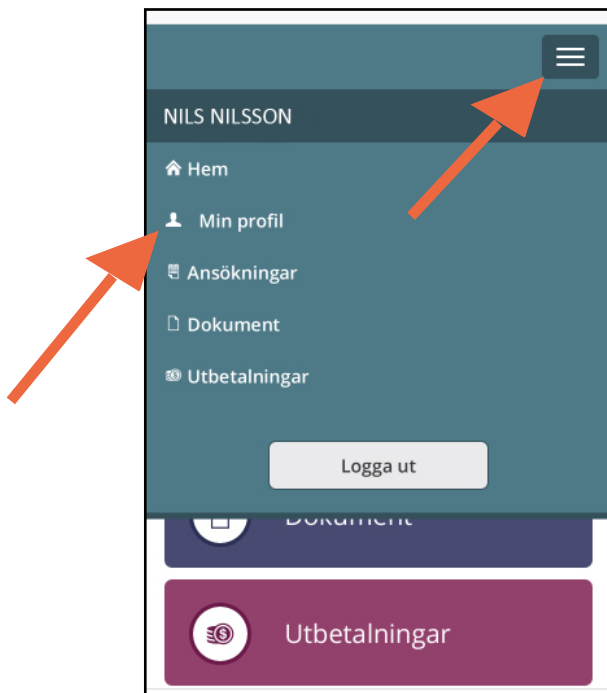 NILS NILSSON
Hem
Min profil
Ansökningar
Dokument
Utbetalningar
Logga ut
Dokument
Utbetalningar